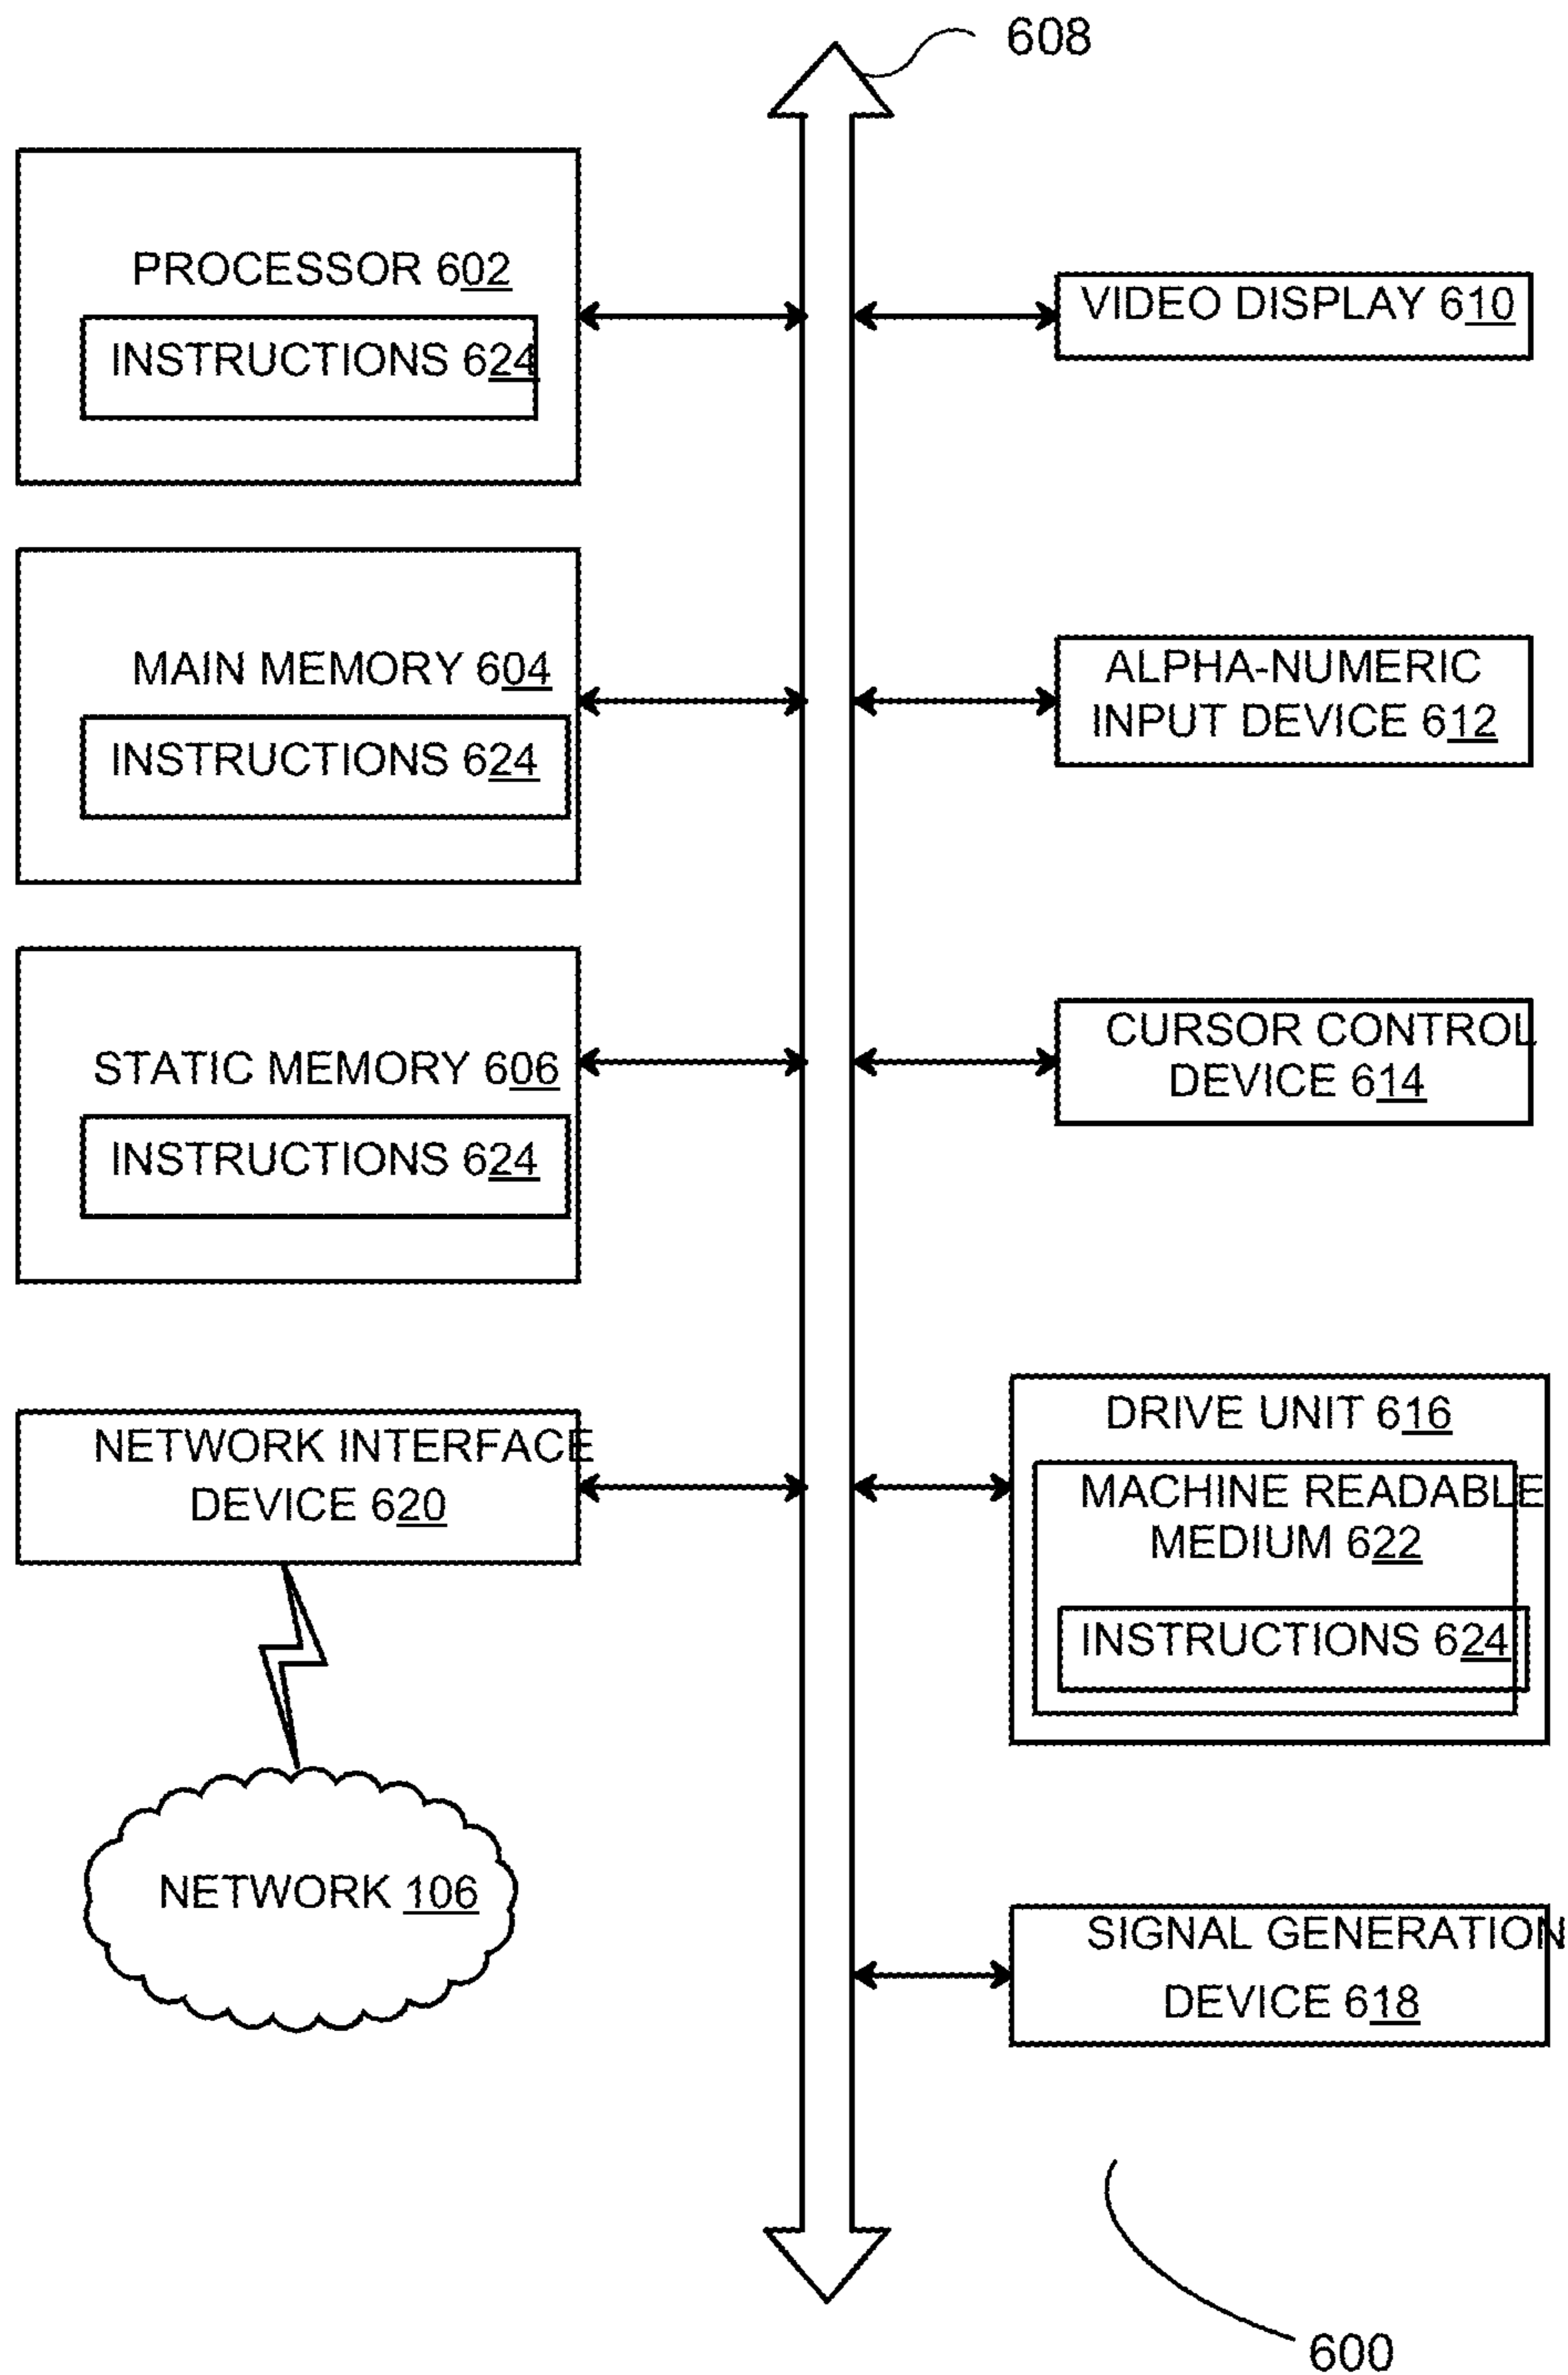 608
PROCESSOR 602
INSTRUCTIONS 624
MAIN MEMORY 604
INSTRUCTIONS 624
STATIC MEMORY 606
INSTRUCTIONS 624
NETWORK INTERFACE
DEVICE 620
NETWORK 106
VIDEO DISPLAY 610
ALPHA-NUMERIC
INPUT DEVICE 612
CURSOR CONTROL
DEVICE 614
DRIVE UNIT 616
MACHINE READABLE
MEDIUM 622
INSTRUCTIONS 624
SIGNAL GENERATION
DEVICE 618
600